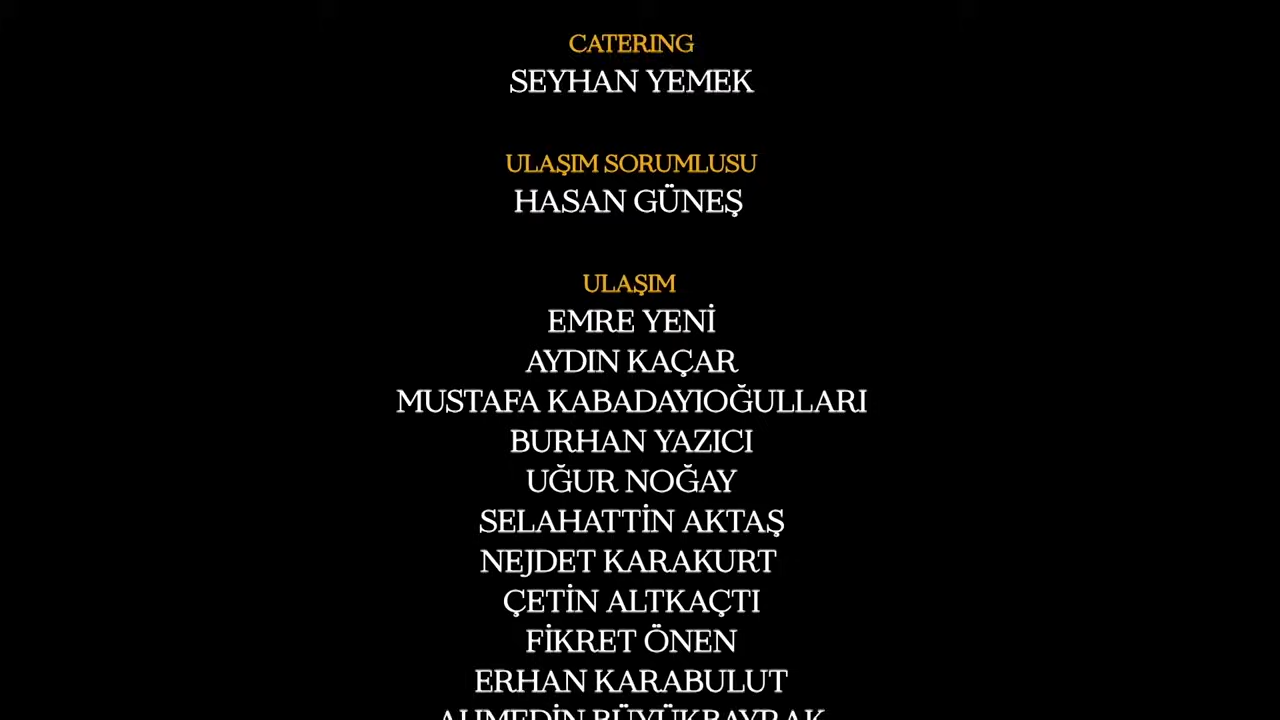 CATERING
SEYHAN YEMEK
ULAŞIM SORUMLUSU
HASAN GÜNEŞ
ULAŞIM
EMRE YENİ
AYDIN KAÇAR
MUSTAFA KABADAYIOĞULLARI
BURHAN YAZICI
UĞUR NOĞAY
SELAHATTİN AKTAŞ
NEJDET KARAKURT
ÇETİN ALTKAÇTI
FİKRET ÖNEN
ERHAN KARABULUT